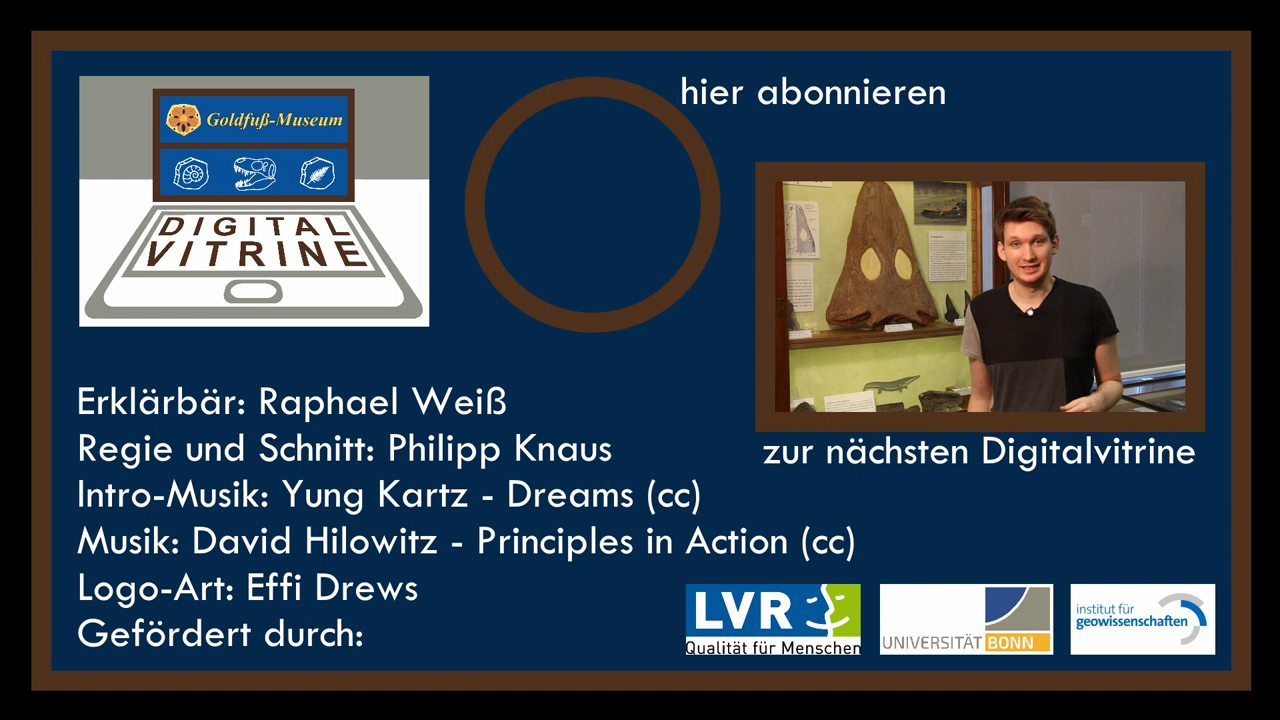 Goldfuß-Museum
DIGITAL
VITRINE
hier abonnieren
zur nächsten Digitalvitrine
Erklärbär: Raphael Weiß
Regie und Schnitt: Philipp Knaus
Intro-Musik: Yung Kartz - Dreams (cc)
Musik: David Hilowitz - Principles in Action (cc)
Logo-Art: Effi Drews
Gefördert durch:
LVR
Qualität für Menschen
UNIVERSITÄT BONN
institut für
geowissenschaften